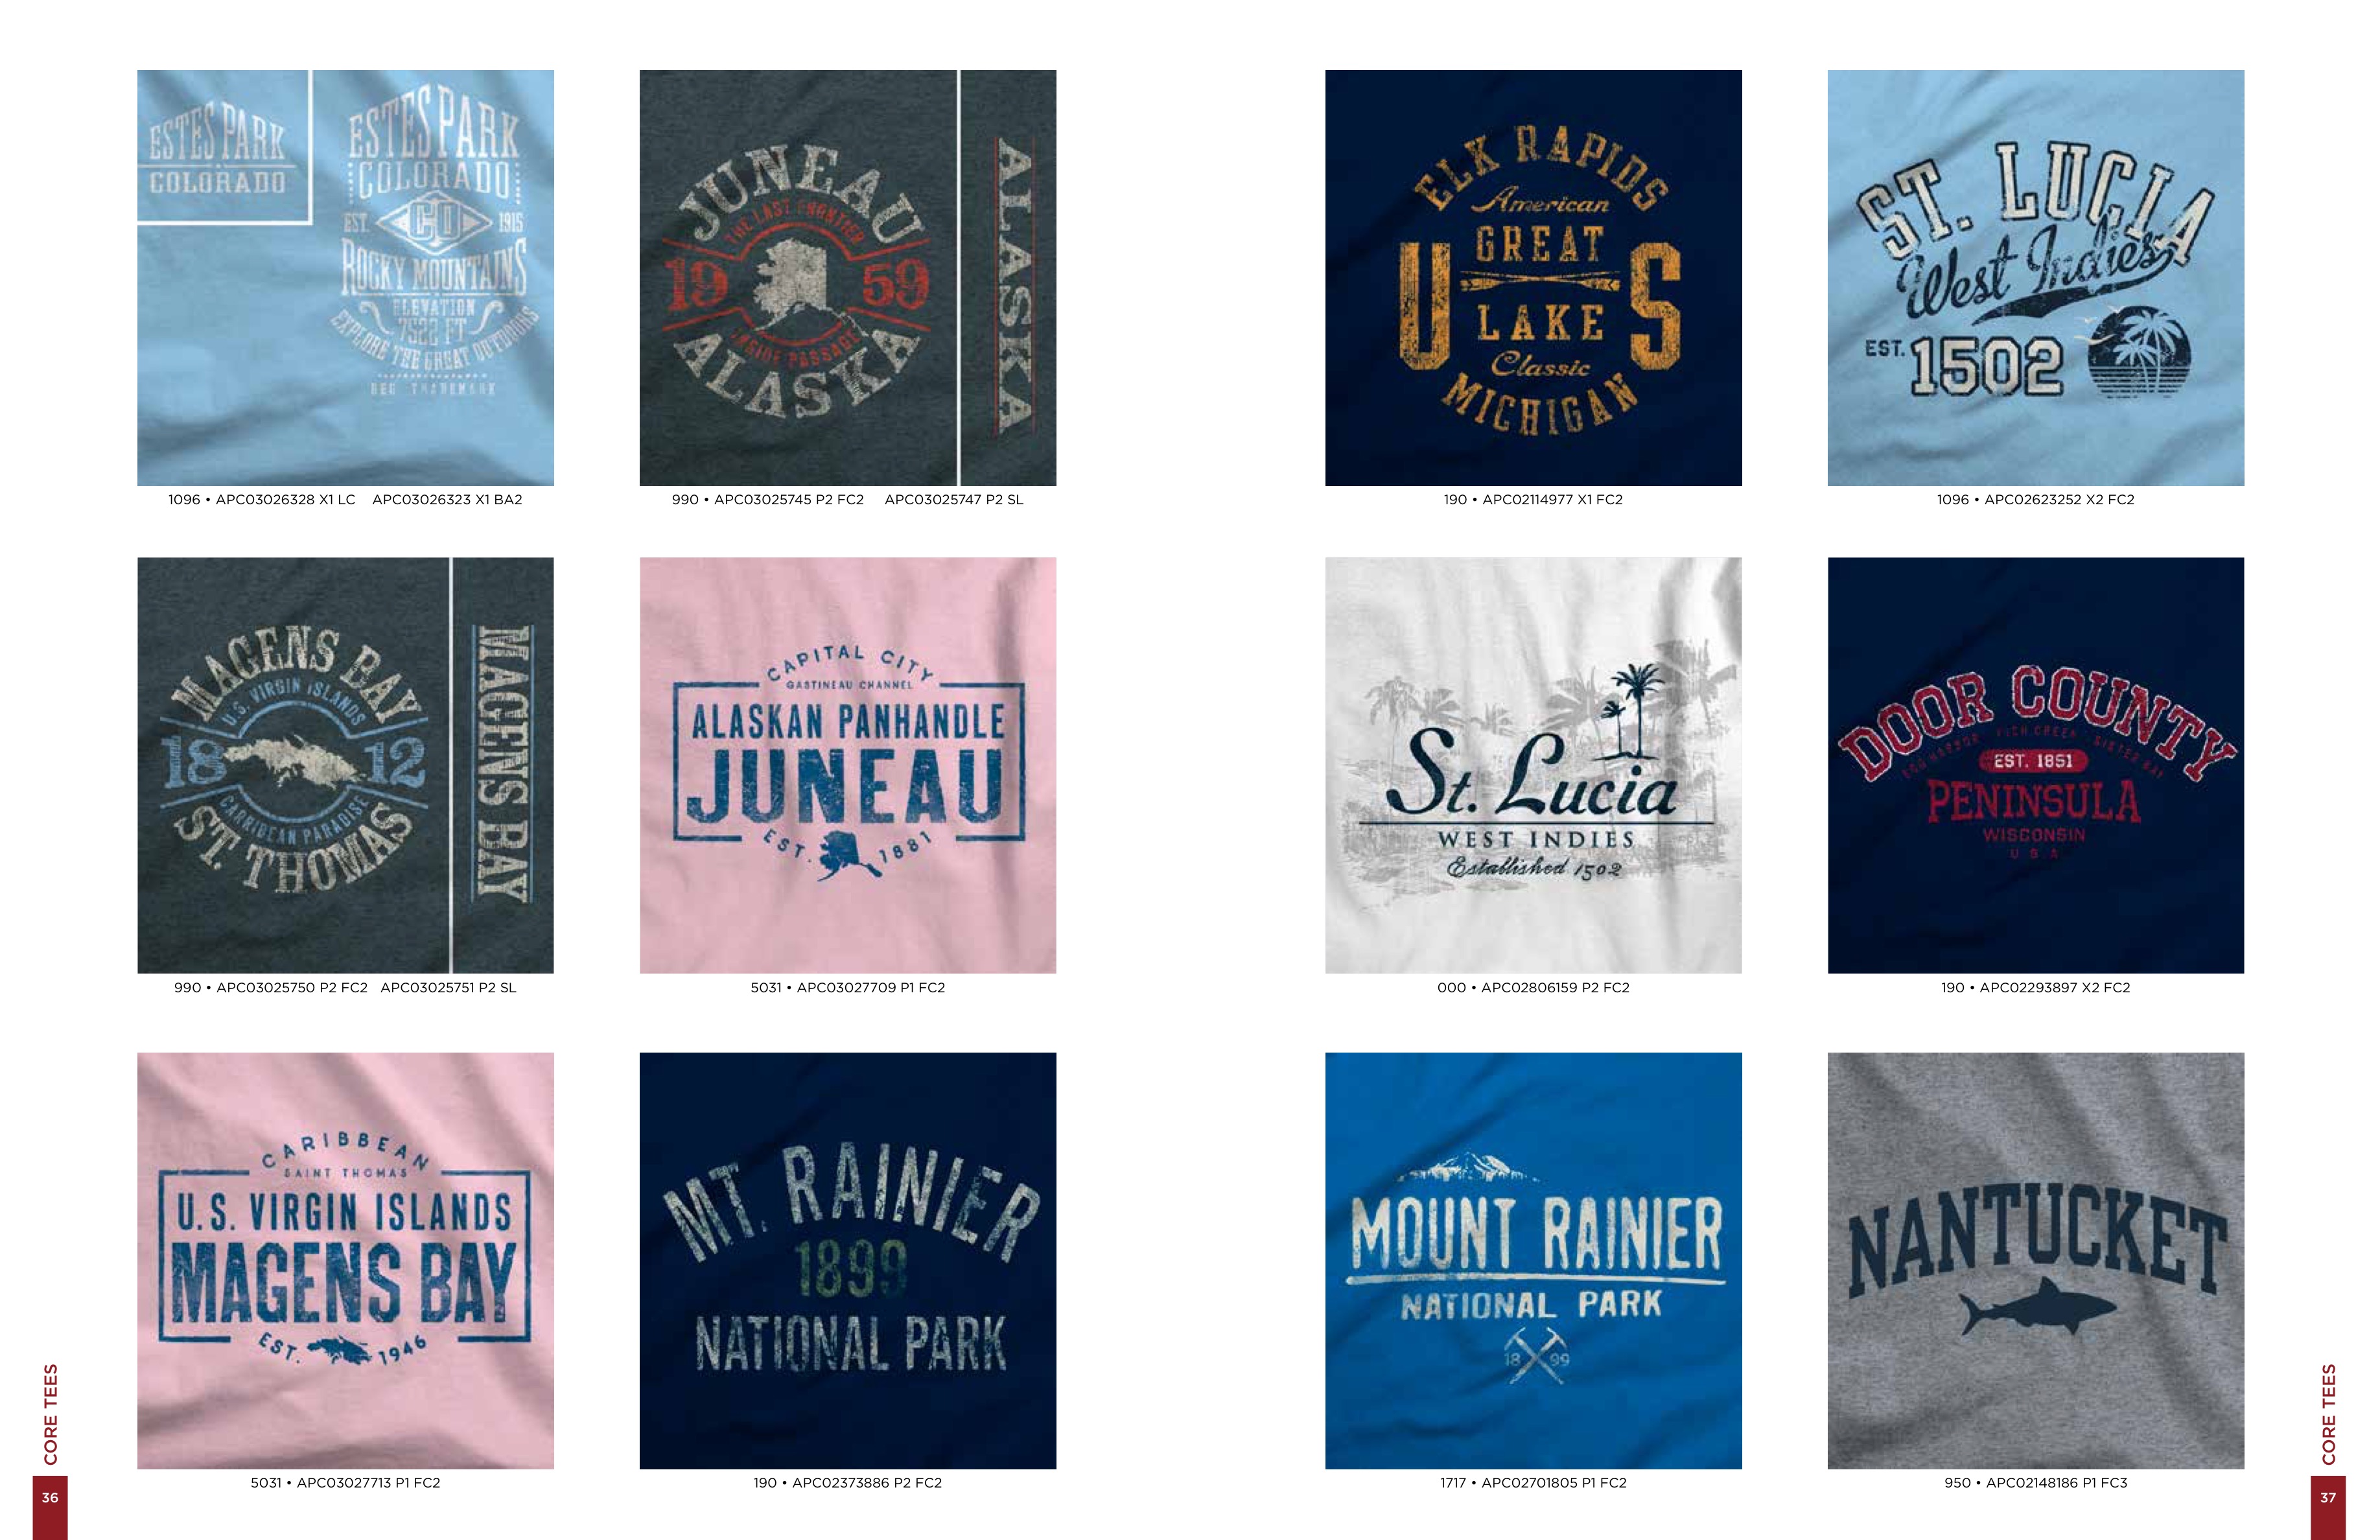 ESTES PARK
COLORADO
ESTES PARK
COLORADO
EST. CO 1915
ROCKY MOUNTAINS
ELEVATION
7522 FT
EXPLORE THE GREAT OUTDOORS
REG TRADEMARK
1096 • APC03026328 X1 LC APC03026323 X1 BA2
JUNEAU
THE LAST FRONTIER
19 59
INSIDE PASSAGE
ALASKA
ALASKA
990 • APC03025745 P2 FC2 APC03025747 P2 SL
MAGENS BAY
U.S. VIRGIN ISLANDS
18 12
CARRIBEAN PARADISE
ST. THOMAS
MAGENS BAY
990 • APC03025750 P2 FC2 APC03025751 P2 SL
CAPITAL CITY
GASTINEAU CHANNEL
ALASKAN PANHANDLE
JUNEAU
EST. 1881
5031 • APC03027709 P1 FC2
CARIBBEAN
SAINT THOMAS
U.S. VIRGIN ISLANDS
MAGENS BAY
EST. 1946
5031 • APC03027713 P1 FC2
MT. RAINIER
1899
NATIONAL PARK
190 • APC02373886 P2 FC2
CORE TEES
36
ELK RAPIDS
American
GREAT
U S
LAKE
Classic
MICHIGAN
190 • APC02114977 X1 FC2
ST. LUCIA
West Indies
EST. 1502
1096 • APC02623252 X2 FC2
St. Lucia
WEST INDIES
Established 1502
000 • APC02806159 P2 FC2
DOOR COUNTY
EGG HARBOR FISH CREEK SISTER BAY
EST. 1851
PENINSULA
WISCONSIN
USA
190 • APC02293897 X2 FC2
MOUNT RAINIER
NATIONAL PARK
18 99
1717 • APC02701805 P1 FC2
NANTUCKET
950 • APC02148186 P1 FC3
CORE TEES
37